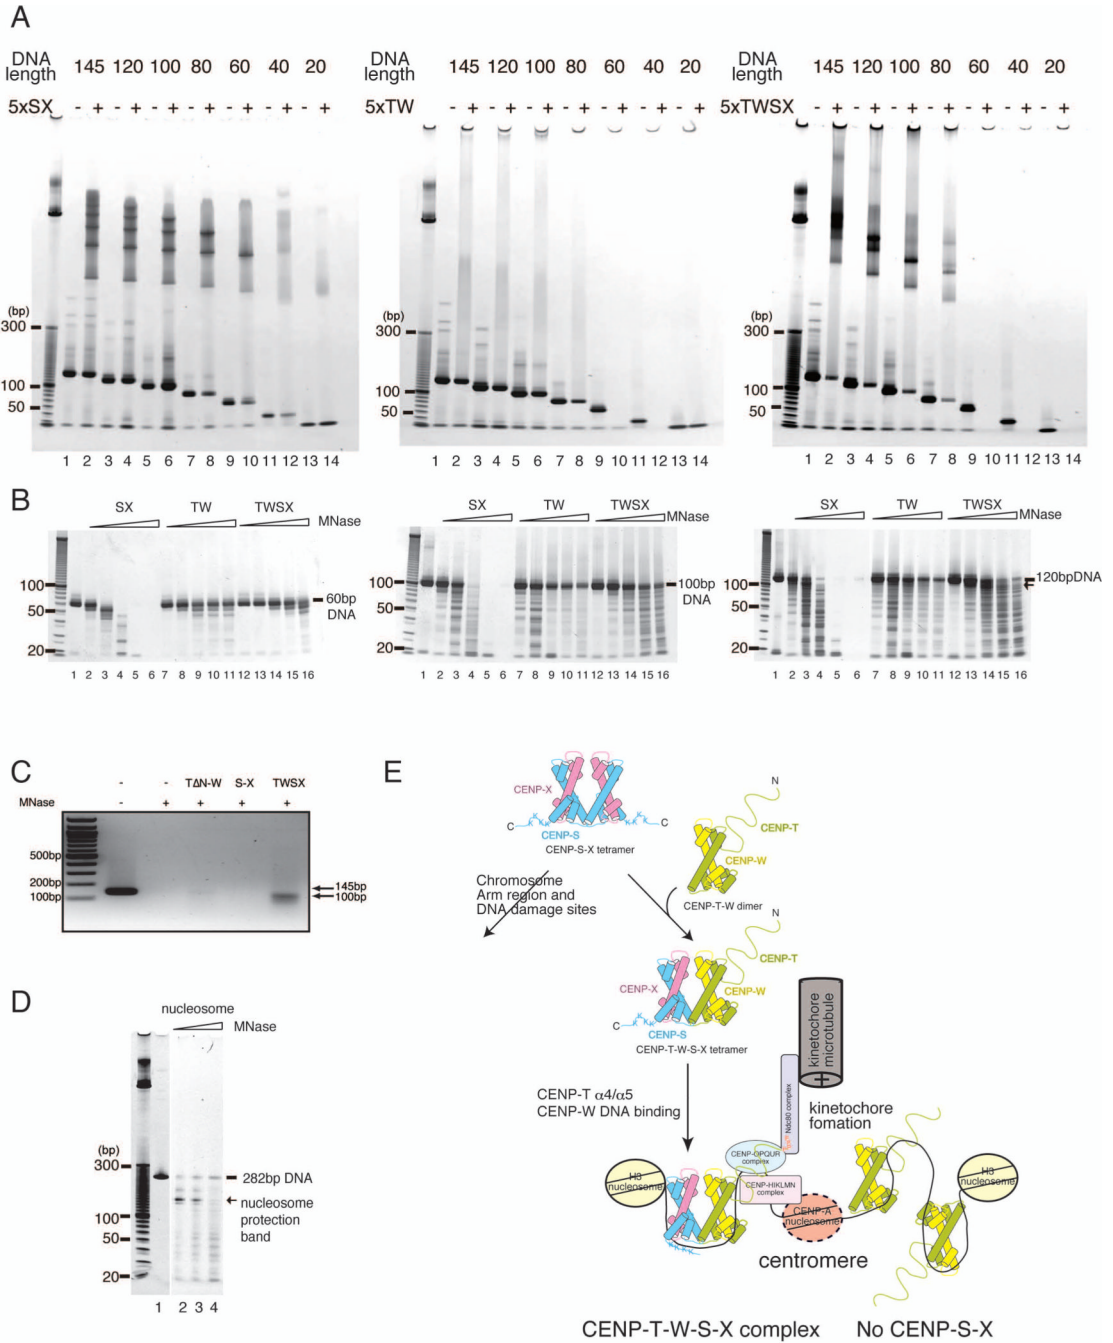 A
DNA length 145 120 100 80 60 40 20
5xSX - + - + - + - + - + - + - +
(bp)
300
100
50
1 2 3 4 5 6 7 8 9 10 11 12 13 14
DNA length 145 120 100 80 60 40 20
5xTW - + - + - + - + - + - + - +
(bp)
300
100
50
1 2 3 4 5 6 7 8 9 10 11 12 13 14
DNA length 145 120 100 80 60 40 20
5xTWSX - + - + - + - + - + - + - +
(bp)
300
100
50
1 2 3 4 5 6 7 8 9 10 11 12 13 14
B
SX TW TWSX
MNase
100
50
20
60bp
DNA
1 2 3 4 5 6 7 8 9 10 11 12 13 14 15 16
SX TW TWSX
MNase
100
50
20
100bp
DNA
1 2 3 4 5 6 7 8 9 10 11 12 13 14 15 16
SX TW TWSX
MNase
100
50
20
120bpDNA
1 2 3 4 5 6 7 8 9 10 11 12 13 14 15 16
C
- - TΔN-W S-X TWSX
MNase - + + + +
500bp
200bp
100bp
145bp
100bp
D
nucleosome
MNase
(bp)
300
100
50
20
282bp DNA
nucleosome
protection
band
1 2 3 4
E
CENP-X
C K K K K K K C
CENP-S
CENP-S-X tetramer
N
CENP-T
CENP-W
CENP-T-W dimer
Chromosome
Arm region and
DNA damage sites
N
CENP-T
CENP-X
CENP-W
C
CENP-S
CENP-T-W-S-X tetramer
CENP-T α4/α5
CENP-W DNA binding
kinetochore
microtubule
+
Ndc80 complex
kinetochore
fomation
CENP-OPQUR
complex
CENP-HIKLMN
complex
H3
nucleosome
CENP-A
nucleosome
H3
nucleosome
centromere
CENP-T-W-S-X complex No CENP-S-X